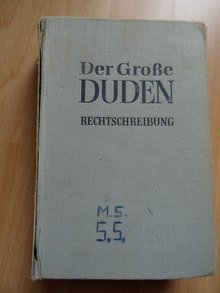 Der Große
DUDEN
RECHTSCHREIBUNG
M.S.
S.S.